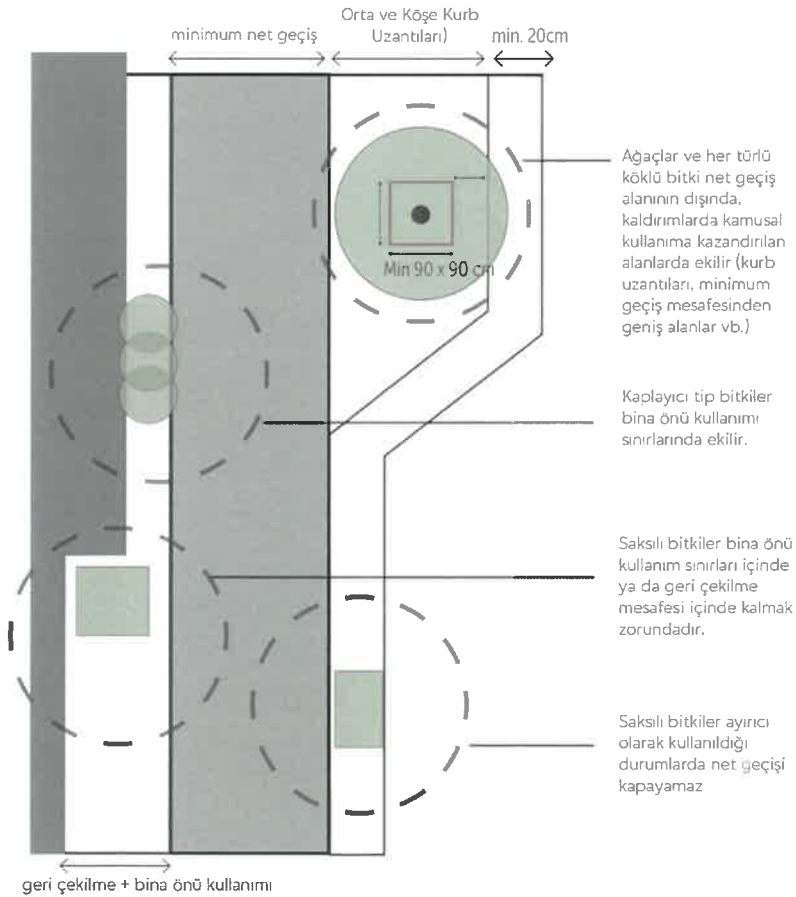 minimum net geçiş
Orta ve Köşe Kurb
Uzantıları)
min. 20cm
Min 90 x 90 cm
Ağaçlar ve her türlü
köklü bitki net geçiş
alanının dışında,
kaldırımlarda kamusal
kullanıma kazandırılan
alanlarda ekilir (kurb
uzantıları, minimum
geçiş mesafesinden
geniş alanlar vb.)
Kaplayıcı tip bitkiler
bina önü kullanımı
sınırlarında ekilir.
Saksılı bitkiler bina önü
kullanım sınırları içinde
ya da geri çekilme
mesafesi içinde kalmak
zorundadır.
Saksılı bitkiler ayırıcı
olarak kullanıldığı
durumlarda net geçişi
kapayamaz
geri çekilme + bina önü kullanımı